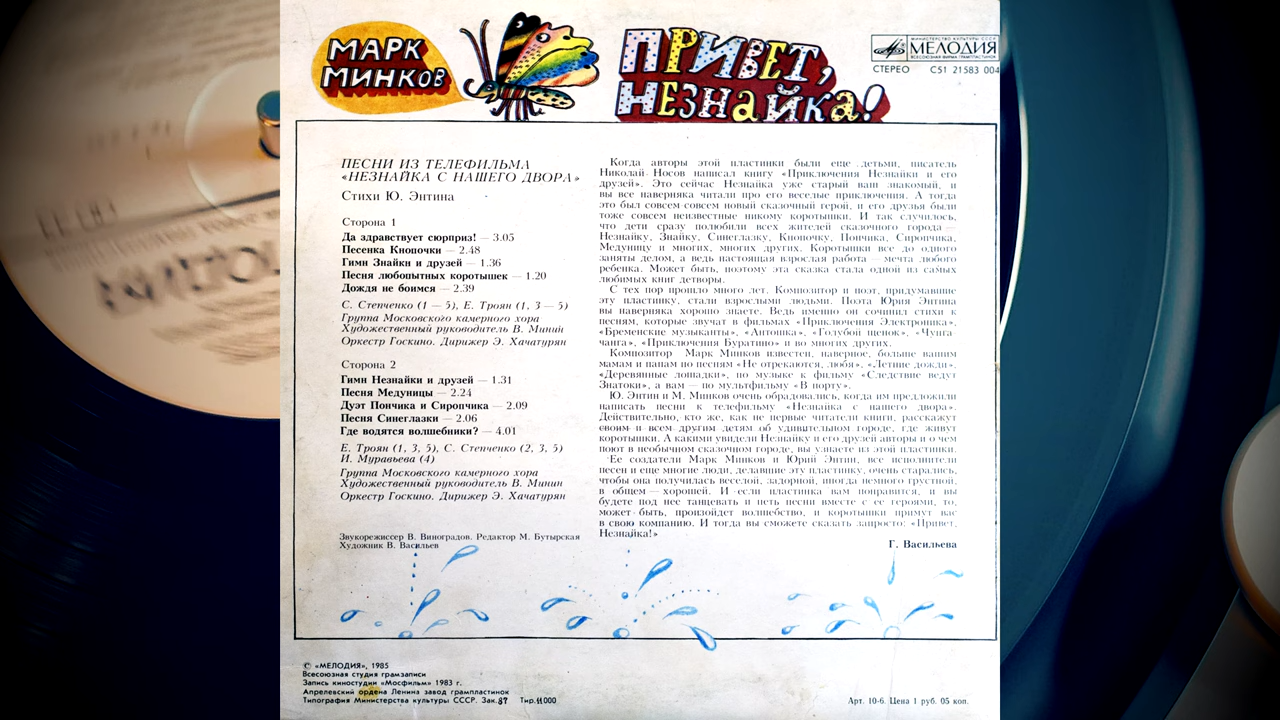 МАРК
МИНКОВ
ПРИВЕТ,
НЕЗНАЙКА!
МИНИСТЕРСТВО КУЛЬТУРЫ СССР
МЕЛОДИЯ
ВСЕСОЮЗНАЯ ФИРМА ГРАМПЛАСТИНОК
СТЕРЕО С51 21583 004
ПЕСНИ ИЗ ТЕЛЕФИЛЬМА
«НЕЗНАЙКА С НАШЕГО ДВОРА»
Стихи Ю. Энтина
Сторона 1
Да здравствует сюрприз! — 3.05
Песенка Кнопочки — 2.48
Гимн Знайки и друзей — 1.36
Песня любопытных коротышек — 1.20
Дождя не боимся — 2.39
С. Степченко (1 — 5), Е. Троян (1, 3 — 5)
Группа Московского камерного хора
Художественный руководитель В. Минин
Оркестр Госкино. Дирижер Э. Хачатурян
Сторона 2
Гимн Незнайки и друзей — 1.31
Песня Медуницы — 2.24
Дуэт Пончика и Сиропчика — 2.09
Песня Синеглазки — 2.06
Где водятся волшебники? — 4.01
Е. Троян (1, 3, 5), С. Степченко (2, 3, 5)
И. Муравьева (4)
Группа Московского камерного хора
Художественный руководитель В. Минин
Оркестр Госкино. Дирижер Э. Хачатурян
Звукорежиссер В. Виноградов. Редактор М. Бутырская
Художник В. Васильев
Когда авторы этой пластинки были еще детьми, писатель
Николай Носов написал книгу «Приключения Незнайки и его
друзей». Это сейчас Незнайка уже старый ваш знакомый, и
вы все наверняка читали про его веселые приключения. А тогда
это был совсем совсем новый сказочный герой, и его друзья были
тоже совсем неизвестные никому коротышки. И так случилось,
что дети сразу полюбили всех жителей сказочного города —
Незнайку, Знайку, Синеглазку, Кнопочку, Пончика, Сиропчика,
Медуницу и многих, многих других. Коротышки все до одного
заняты делом, а ведь настоящая взрослая работа — мечта любого
ребенка. Может быть, поэтому эта сказка стала одной из самых
любимых книг детворы.
С тех пор прошло много лет. Композитор и поэт, придумавшие
эту пластинку, стали взрослыми людьми. Поэта Юрия Энтина
вы наверняка хорошо знаете. Ведь именно он сочинил стихи к
песням, которые звучат в фильмах «Приключения Электроника»,
«Бременские музыканты», «Антошка», «Голубой щенок», «Чунга-
чанга», «Приключения Буратино» и во многих других.
Композитор Марк Минков известен, наверное, больше вашим
мамам и папам по песням «Не отрекаются, любя», «Летние дожди»,
«Деревянные лошадки», по музыке к фильму «Следствие ведут
Знатоки», а вам — по мультфильму «В порту».
Ю. Энтин и М. Минков очень обрадовались, когда им предложили
написать песни к телефильму «Незнайка с нашего двора».
Действительно, кто же, как не первые читатели книги, расскажут
своим и всем другим детям об удивительном городе, где живут
коротышки. А какими увидели Незнайку и его друзей авторы и о чем
поют в необычном сказочном городе, вы узнаете из этой пластинки.
Ее создатели Марк Минков и Юрий Энтин, все исполнители
песен и еще многие люди, делавшие эту пластинку, очень старались,
чтобы она получилась веселой, задорной, иногда немного грустной,
в общем — хорошей. И если пластинка вам понравится, и вы
будете под нее танцевать и петь песни вместе с ее героями, то,
может быть, произойдет волшебство, и коротышки примут вас
в свою компанию. И тогда вы сможете сказать запросто: «Привет,
Незнайка!»
Г. Васильева
© «МЕЛОДИЯ», 1985
Всесоюзная студия грамзаписи
Запись киностудии «Мосфильм» 1983 г.
Апрелевский ордена Ленина завод грампластинок
Типография Министерства культуры СССР. Зак.87 Тир.11000
Арт. 10-6. Цена 1 руб. 05 коп.